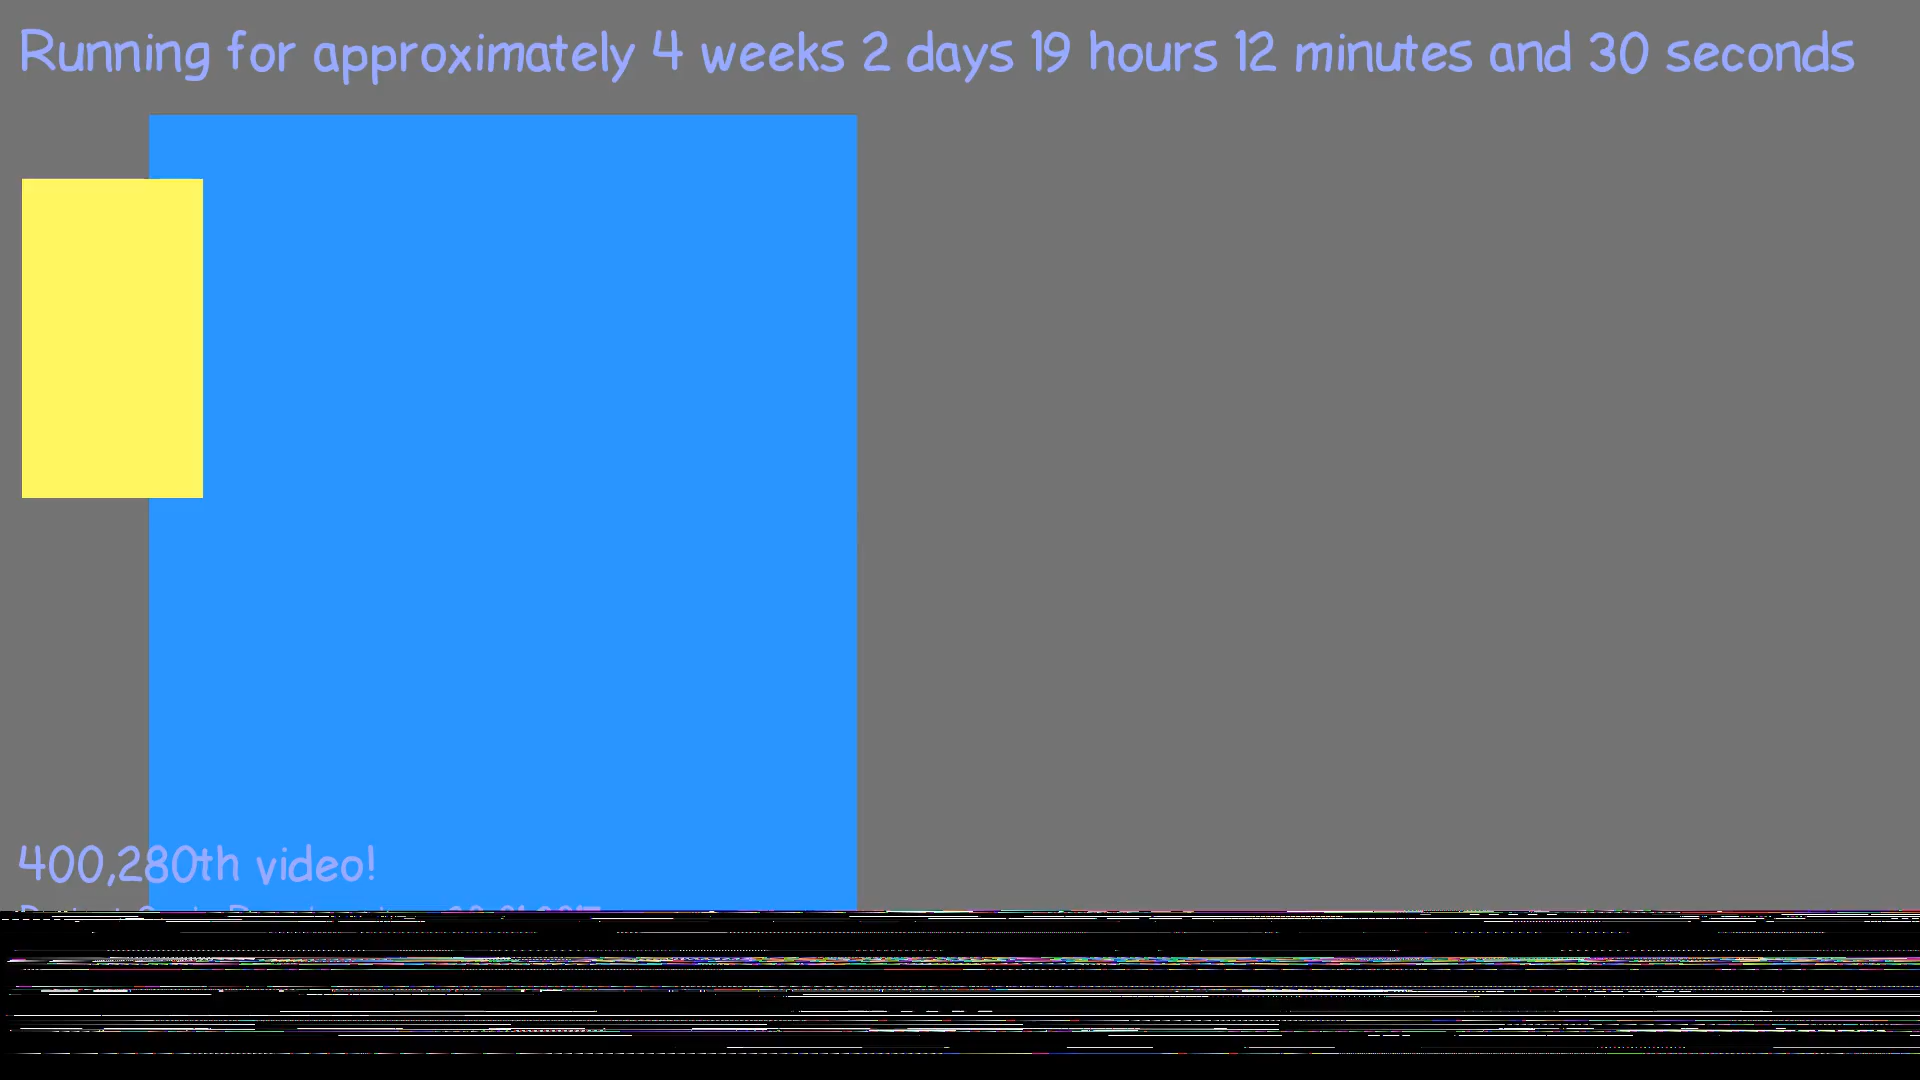 Running for approximately 4 weeks 2 days 19 hours 12 minutes and 30 seconds
400,280th video!